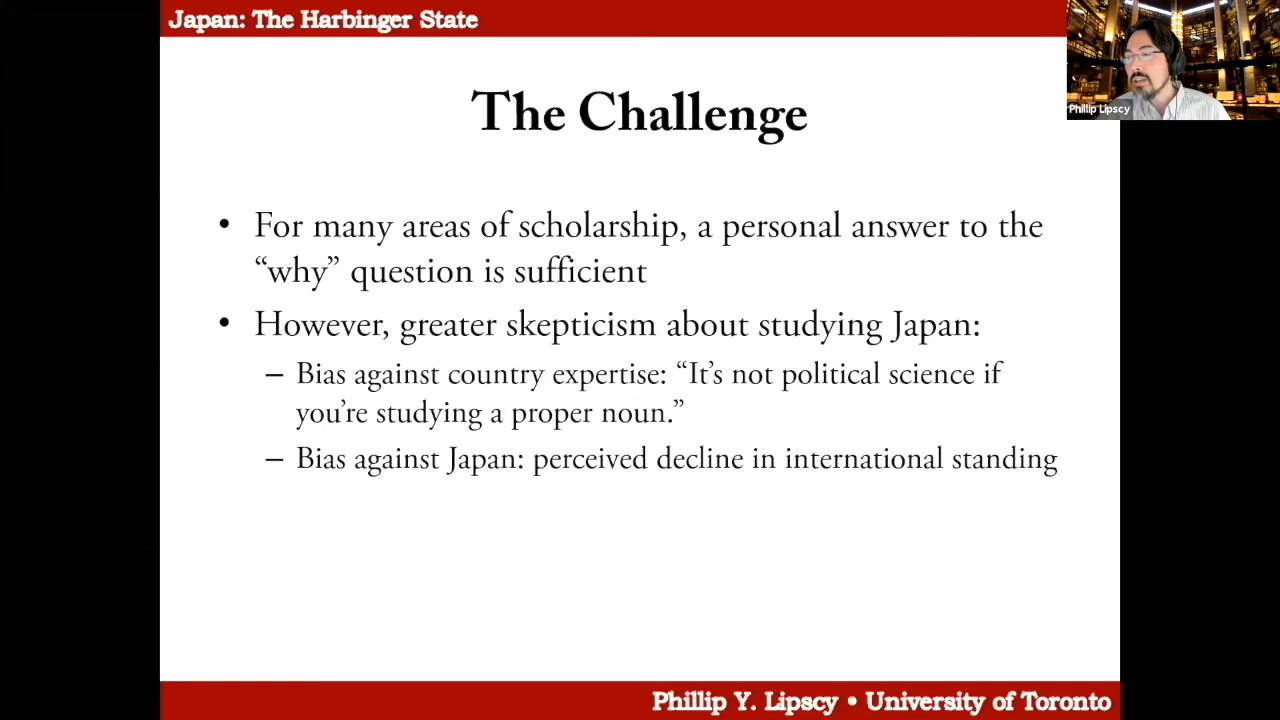 Japan: The Harbinger State
Phillip Lipscy
The Challenge
• For many areas of scholarship, a personal answer to the
“why” question is sufficient
• However, greater skepticism about studying Japan:
– Bias against country expertise: “It’s not political science if
you’re studying a proper noun.”
– Bias against Japan: perceived decline in international standing
Phillip Y. Lipscy • University of Toronto